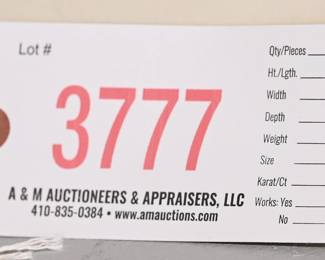 Lot #
3777
A & M AUCTIONEERS & APPRAISERS, LLC
410-835-0384 • www.amauctions.com
Qty/Pieces
Ht./Lgth.
Width
Depth
Weight
Size
Karat/Ct
Works: Yes
No